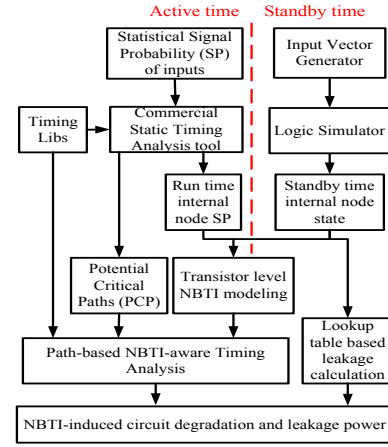 Active time
Standby time
Statistical Signal
Probability (SP)
of inputs
Input Vector
Generator
Timing
Libs
Commercial
Static Timing
Analysis tool
Logic Simulator
Run time
internal
node SP
Standby time
internal node
state
Potential
Critical
Paths (PCP)
Transistor level
NBTI modeling
Lookup
table based
leakage
calculation
Path-based NBTI-aware Timing
Analysis
NBTI-induced circuit degradation and leakage power